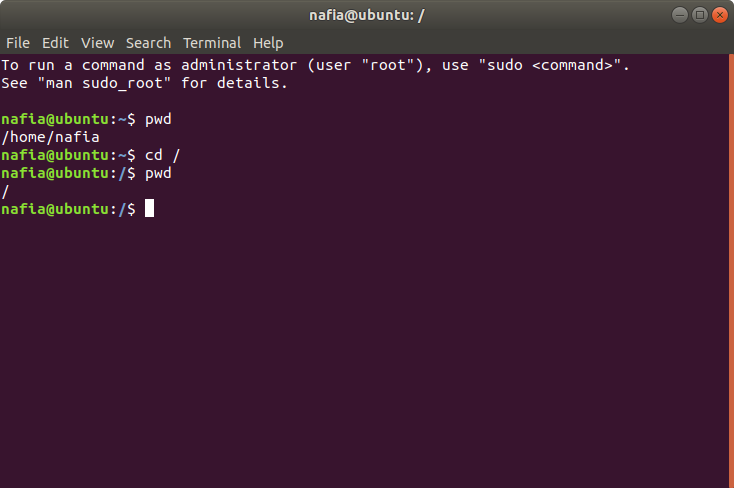 nafia@ubuntu: /
File Edit View Search Terminal Help
To run a command as administrator (user "root"), use "sudo <command>".
See "man sudo_root" for details.
nafia@ubuntu:~$ pwd
/home/nafia
nafia@ubuntu:~$ cd /
nafia@ubuntu:/$ pwd
/
nafia@ubuntu:/$